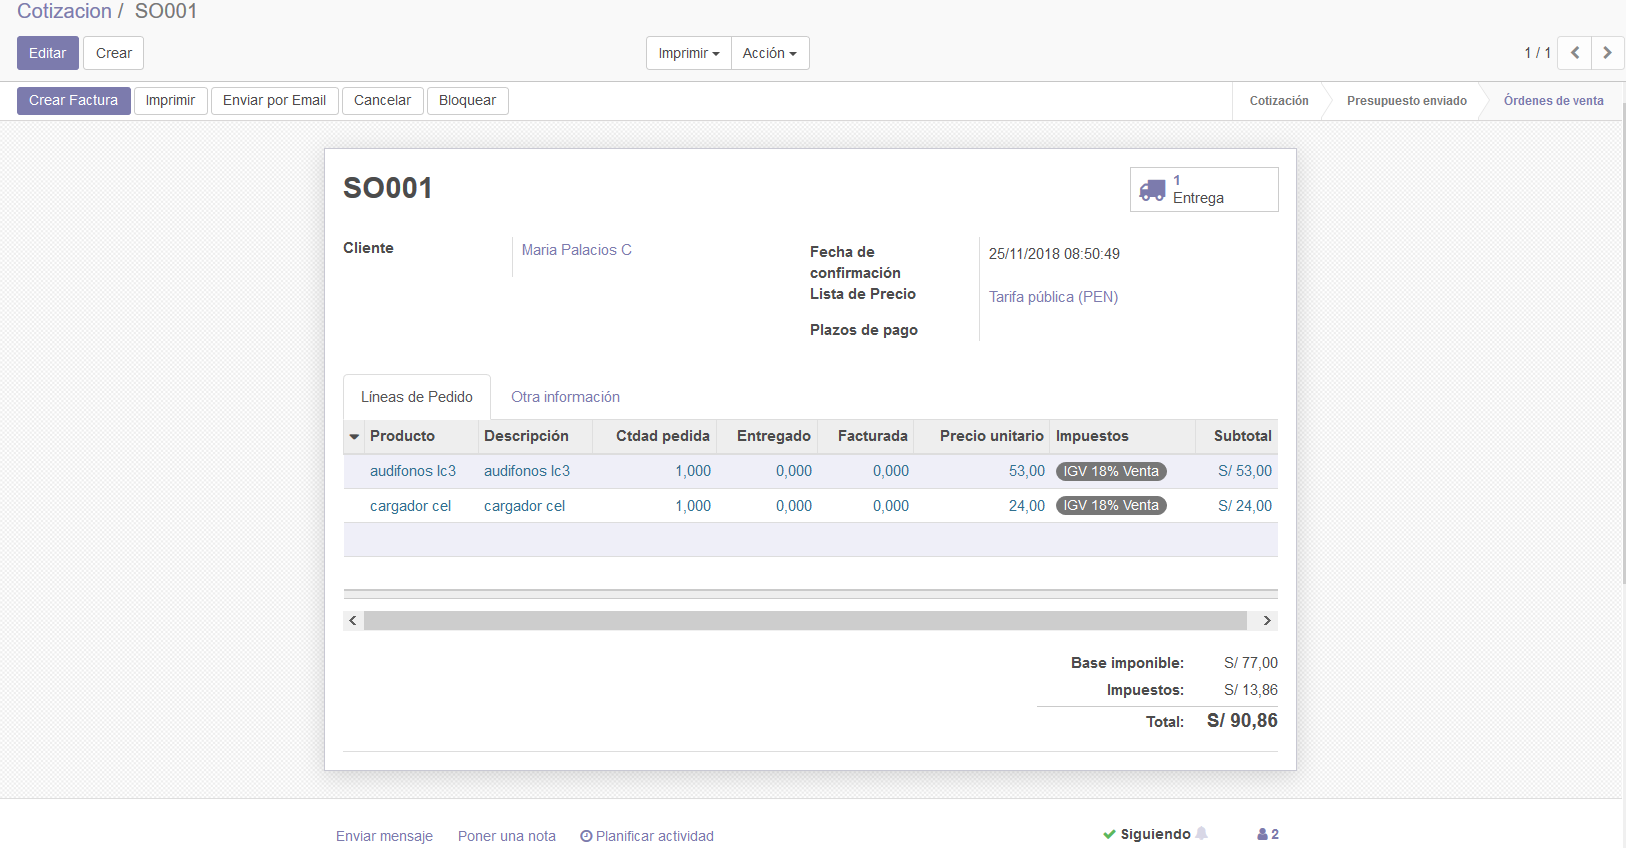 Cotizacion / SO001
Editar Crear Imprimir Acción 1 / 1
Crear Factura Imprimir Enviar por Email Cancelar Bloquear Cotización Presupuesto enviado Órdenes de venta
SO001
1
Entrega
Cliente Maria Palacios C
Fecha de
confirmación
25/11/2018 08:50:49
Lista de Precio Tarifa pública (PEN)
Plazos de pago
Líneas de Pedido Otra información
Producto Descripción Ctdad pedida Entregado Facturada Precio unitario Impuestos Subtotal
audifonos lc3 audifonos lc3 1,000 0,000 0,000 53,00 IGV 18% Venta S/ 53,00
cargador cel cargador cel 1,000 0,000 0,000 24,00 IGV 18% Venta S/ 24,00
Base imponible: S/ 77,00
Impuestos: S/ 13,86
Total: S/ 90,86
Enviar mensaje Poner una nota Planificar actividad Siguiendo 2